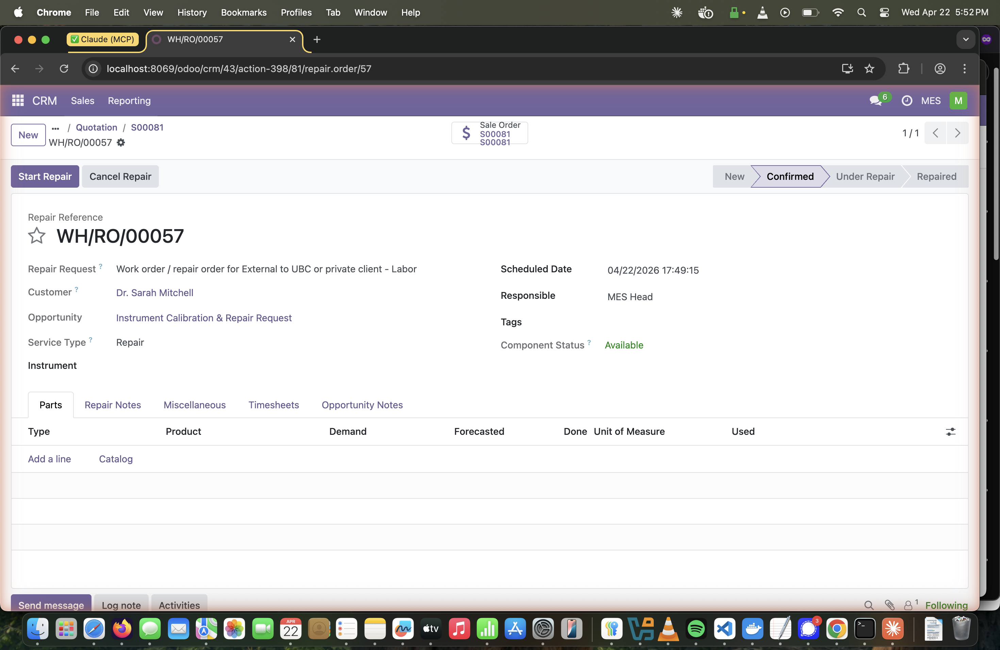 Chrome File Edit View History Bookmarks Profiles Tab Window Help Wed Apr 22 5:52 PM
Claude (MCP) WH/RO/00057
localhost:8069/odoo/crm/43/action-398/81/repair.order/57
CRM Sales Reporting 6 MES M
New ... / Quotation / S00081
WH/RO/00057
$ Sale Order
S00081
S00081
1 / 1
Start Repair Cancel Repair New Confirmed Under Repair Repaired
Repair Reference
WH/RO/00057
Repair Request ? Work order / repair order for External to UBC or private client - Labor
Customer ? Dr. Sarah Mitchell
Opportunity Instrument Calibration & Repair Request
Service Type ? Repair
Instrument
Scheduled Date 04/22/2026 17:49:15
Responsible MES Head
Tags
Component Status ? Available
Parts Repair Notes Miscellaneous Timesheets Opportunity Notes
Type Product Demand Forecasted Done Unit of Measure Used
Add a line Catalog
Send message Log note Activities 1 Following
APR
22
tv
3